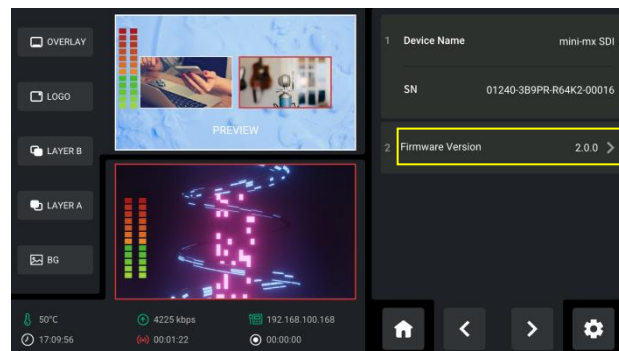 OVERLAY
LOGO
LAYER B
LAYER A
BG
PREVIEW
50°C
4225 kbps
192.168.100.168
17:09:56
00:01:22
00:00:00
1 Device Name mini-mx SDI
SN 01240-3B9PR-R64K2-00016
2 Firmware Version 2.0.0